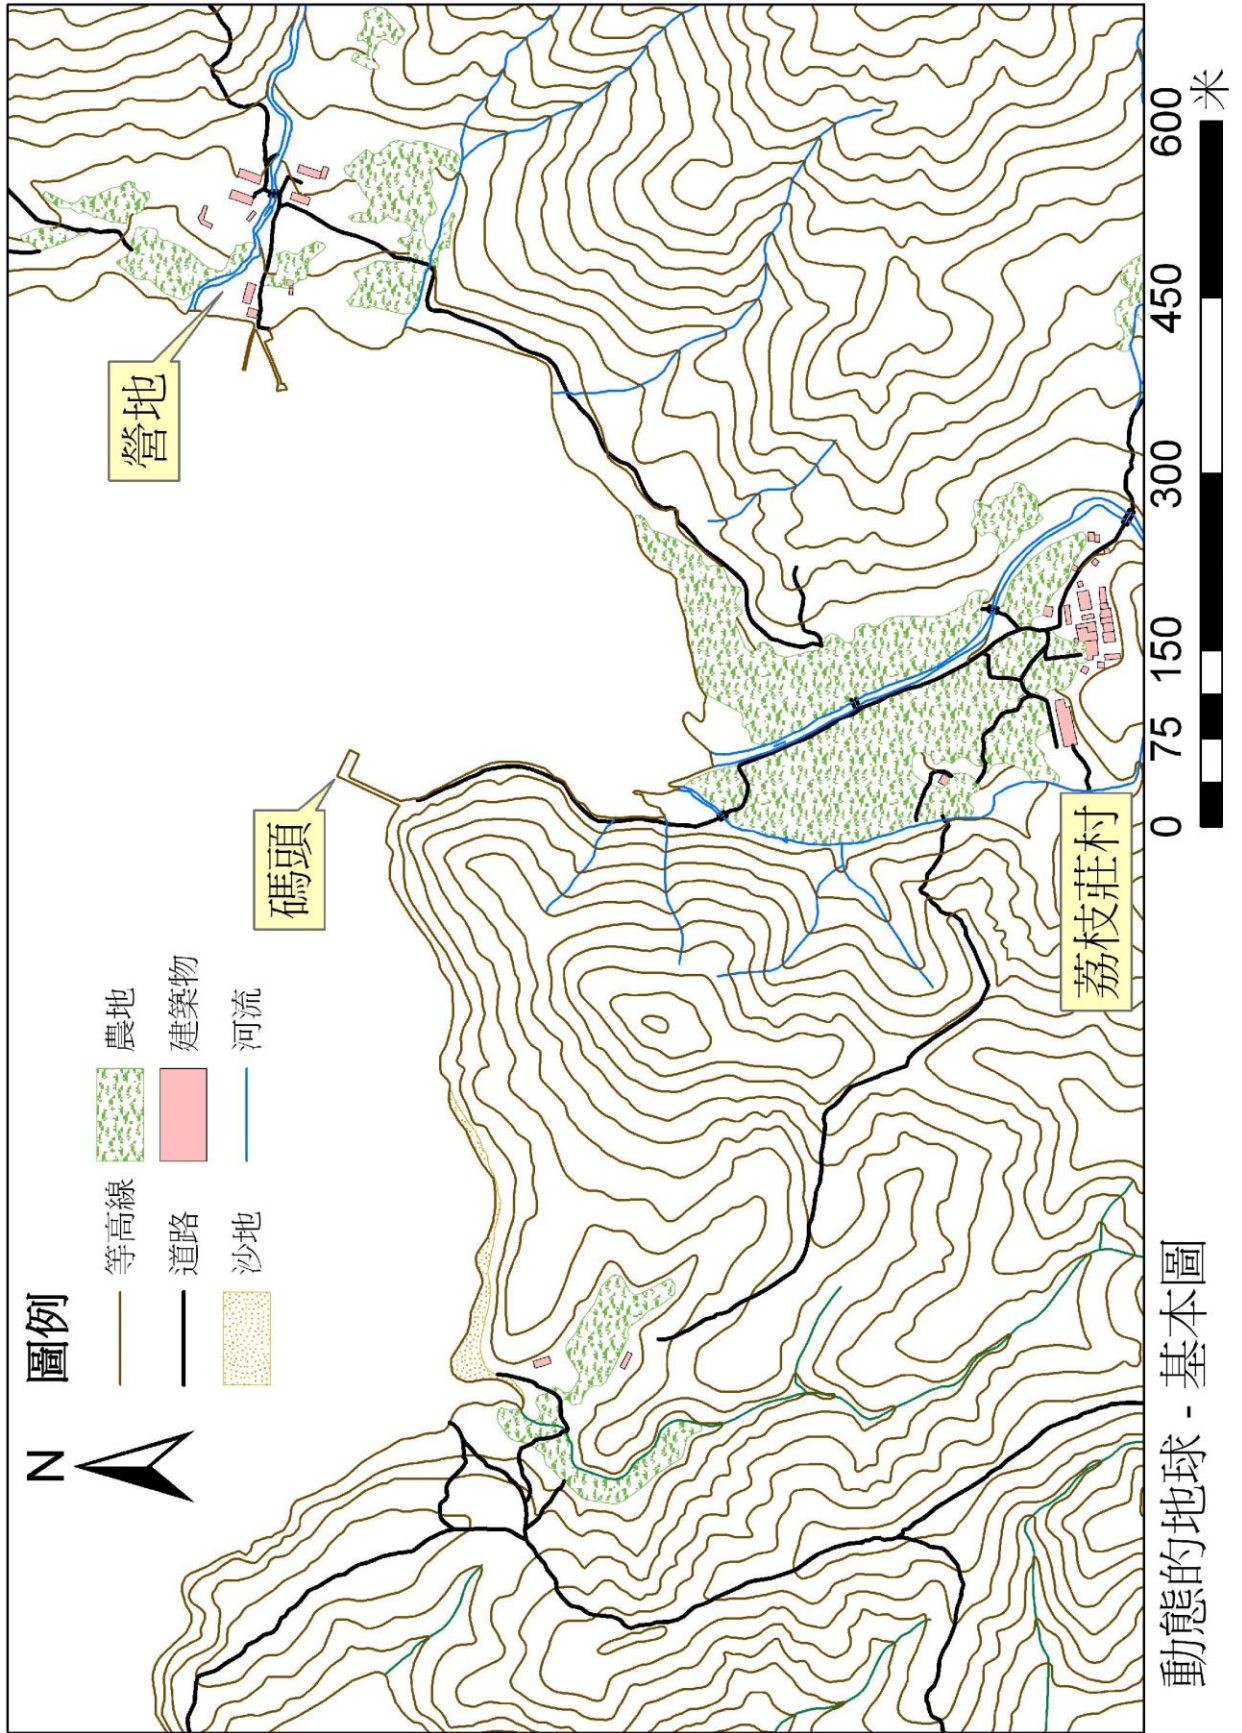 圖例
等高線
農地
道路
建築物
沙地
河流
N
營地
碼頭
荔枝莊村
動態的地球 - 基本圖
0 75 150 300 450 600
米